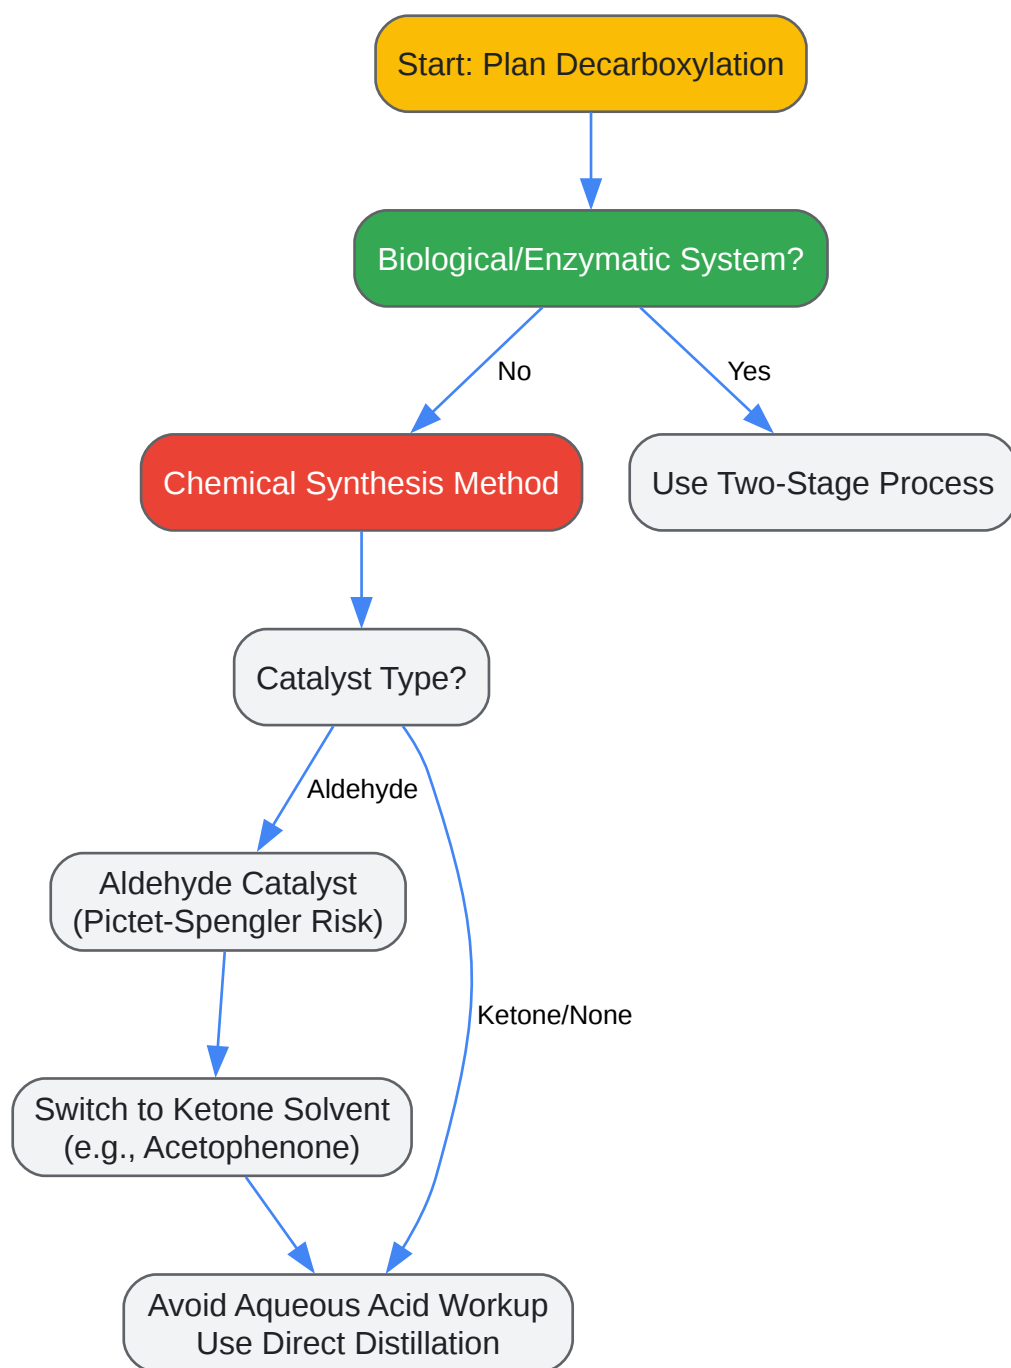 Start: Plan Decarboxylation
Biological/Enzymatic System?
No
Yes
Chemical Synthesis Method
Use Two-Stage Process
Catalyst Type?
Aldehyde
Aldehyde Catalyst
(Pictet-Spengler Risk)
Ketone/None
Switch to Ketone Solvent
(e.g., Acetophenone)
Avoid Aqueous Acid Workup
Use Direct Distillation